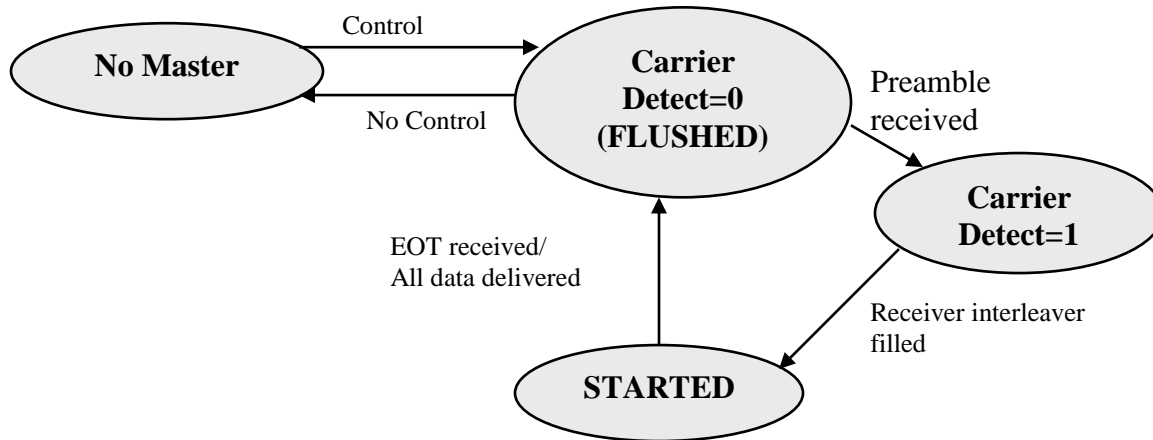 Control
No Master
No Control
Carrier
Detect=0
(FLUSHED)
Preamble
received
Carrier
Detect=1
EOT received/
All data delivered
Receiver interleaver
filled
STARTED